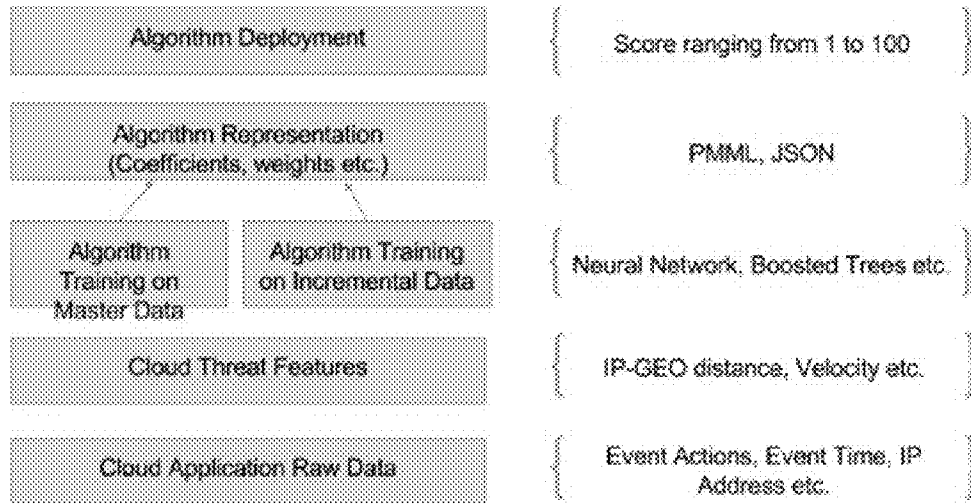 Algorithm Deployment
Score ranging from 1 to 100
Algorithm Representation
(Coefficients, weights etc.)
PMML, JSON
Algorithm
Training on
Master Data
Algorithm Training
on Incremental Data
Neural Network, Boosted Trees etc.
Cloud Threat Features
IP-GEO distance, Velocity etc.
Cloud Application Raw Data
Event Actions, Event Time, IP
Address etc.